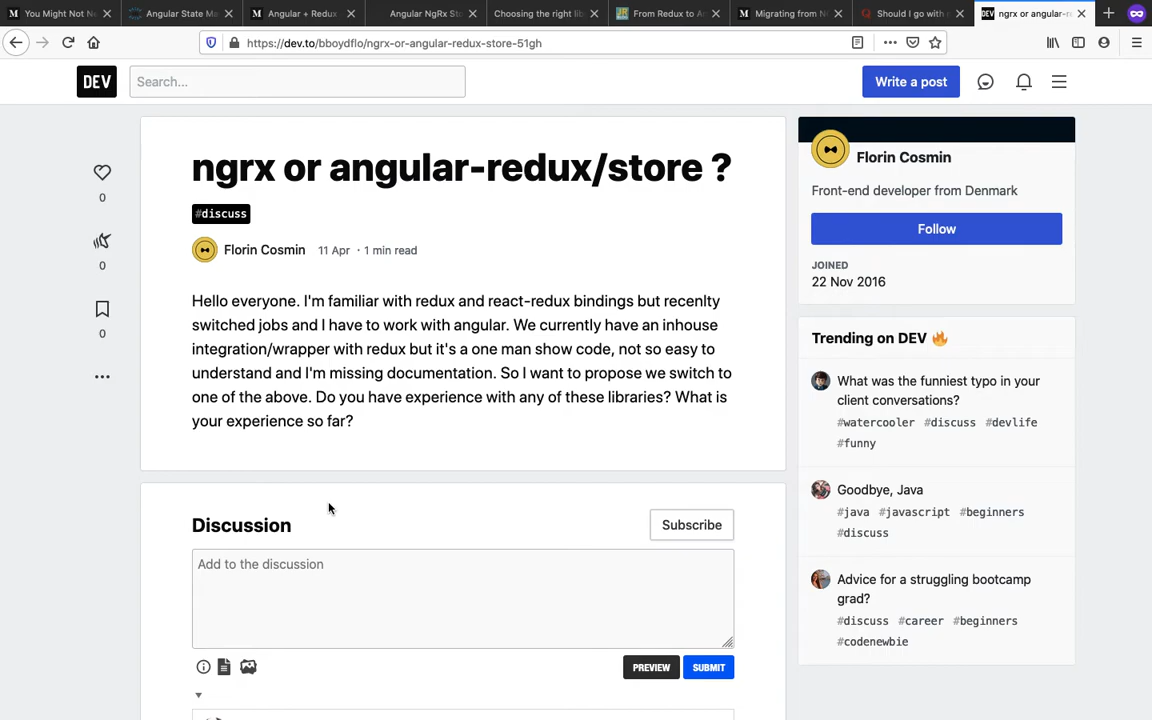 You Might Not Ne
Angular State Ma
Angular + Redux
Angular NgRx Sto
Choosing the right lib
From Redux to An
Migrating from N
Should I go with
ngrx or angular-re
https://dev.to/bboydflo/ngrx-or-angular-redux-store-51gh
DEV
Search...
Write a post
ngrx or angular-redux/store ?
#discuss
Florin Cosmin 11 Apr · 1 min read
Hello everyone. I'm familiar with redux and react-redux bindings but recenlty
switched jobs and I have to work with angular. We currently have an inhouse
integration/wrapper with redux but it's a one man show code, not so easy to
understand and I'm missing documentation. So I want to propose we switch to
one of the above. Do you have experience with any of these libraries? What is
your experience so far?
0
0
0
Discussion
Subscribe
Add to the discussion
PREVIEW
SUBMIT
Florin Cosmin
Front-end developer from Denmark
Follow
JOINED
22 Nov 2016
Trending on DEV 🔥
What was the funniest typo in your
client conversations?
#watercooler #discuss #devlife
#funny
Goodbye, Java
#java #javascript #beginners
#discuss
Advice for a struggling bootcamp
grad?
#discuss #career #beginners
#codenewbie